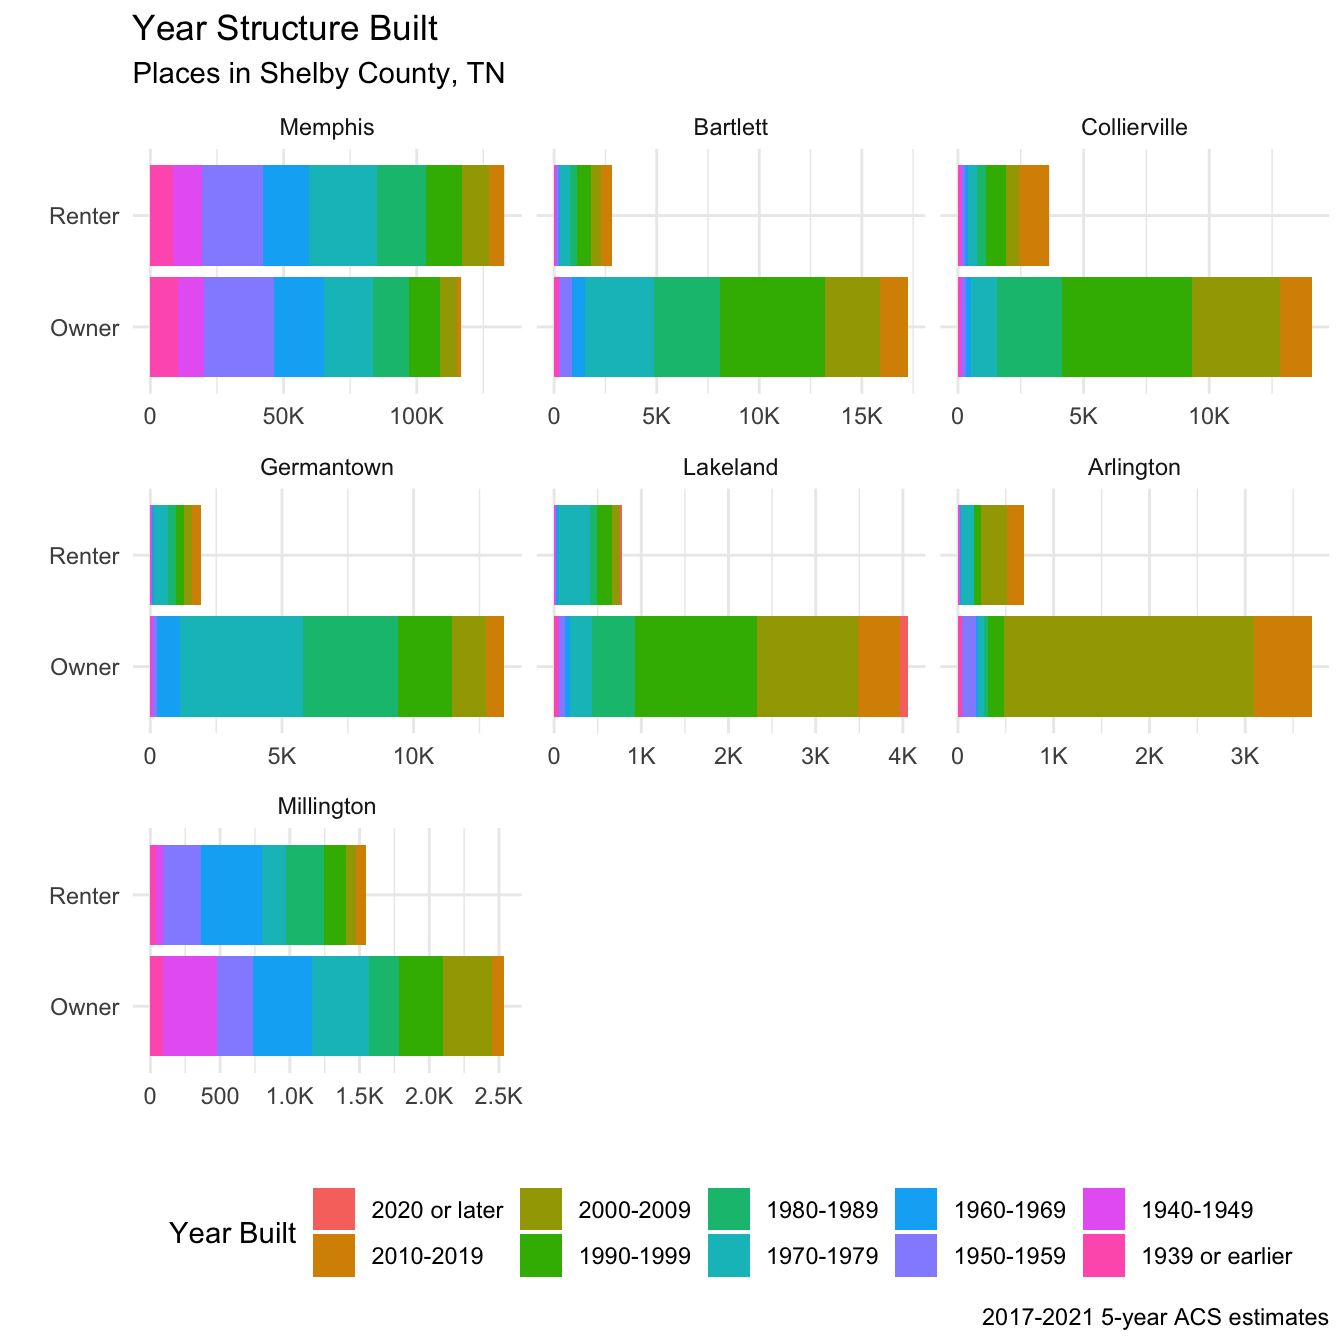 Year Structure Built
Places in Shelby County, TN
Memphis
Bartlett
Collierville
Renter
Owner
0 50K 100K
0 5K 10K 15K
0 5K 10K
Germantown
Lakeland
Arlington
Renter
Owner
0 5K 10K
0 1K 2K 3K 4K
0 1K 2K 3K
Millington
Renter
Owner
0 500 1.0K 1.5K 2.0K 2.5K
Year Built
2020 or later
2000-2009
1980-1989
1960-1969
1940-1949
2010-2019
1990-1999
1970-1979
1950-1959
1939 or earlier
2017-2021 5-year ACS estimates